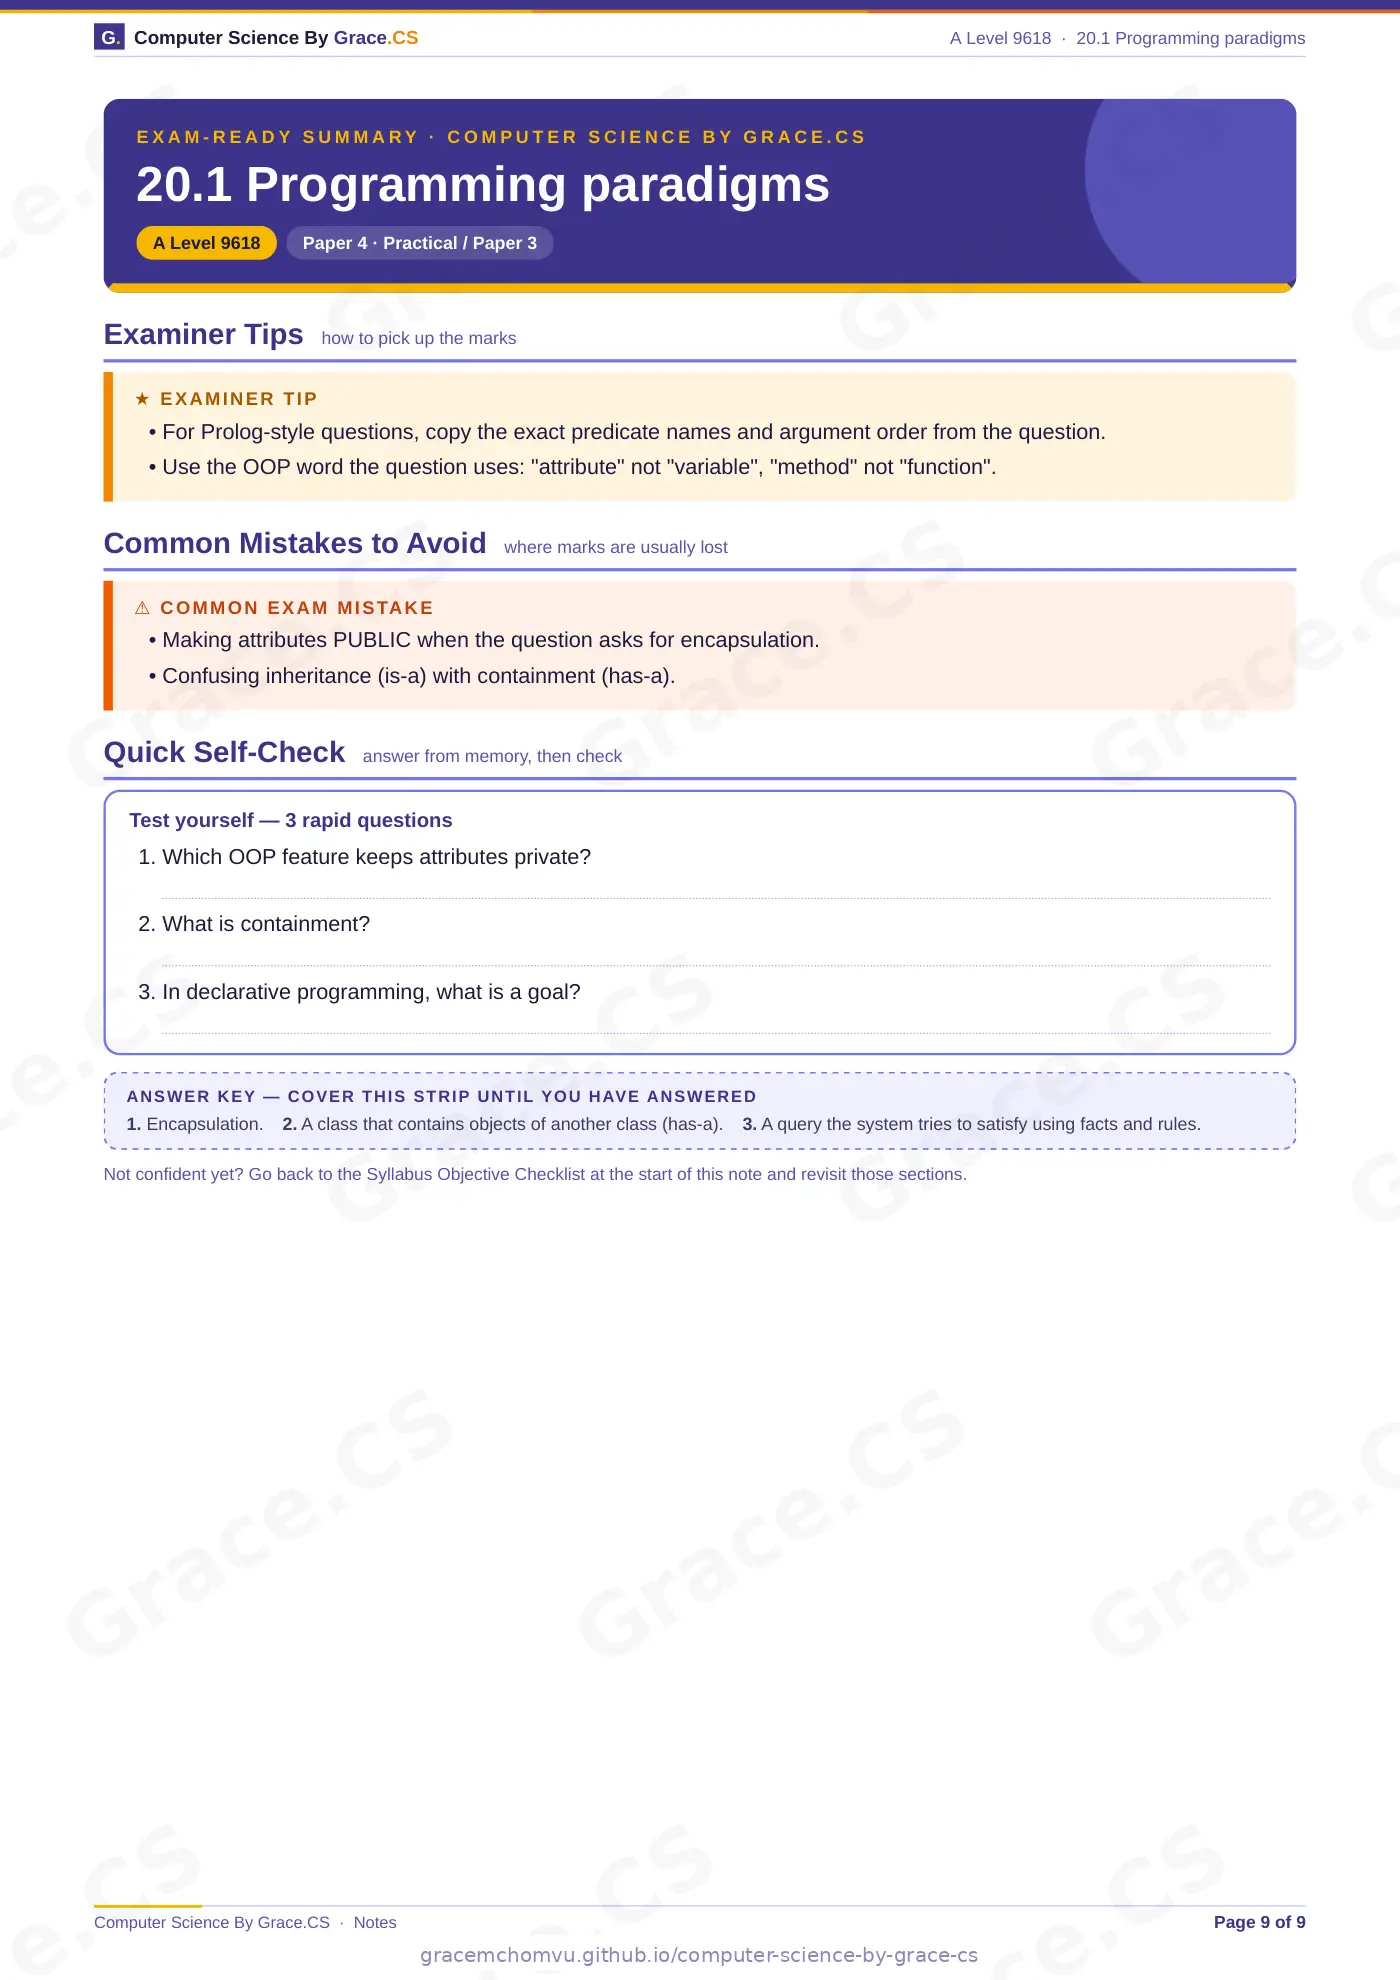 G. Computer Science By Grace.CS
A Level 9618 · 20.1 Programming paradigms
EXAM-READY SUMMARY · COMPUTER SCIENCE BY GRACE.CS
20.1 Programming paradigms
A Level 9618
Paper 4 · Practical / Paper 3
Examiner Tips how to pick up the marks
★ EXAMINER TIP
• For Prolog-style questions, copy the exact predicate names and argument order from the question.
• Use the OOP word the question uses: "attribute" not "variable", "method" not "function".
Common Mistakes to Avoid where marks are usually lost
⚠ COMMON EXAM MISTAKE
• Making attributes PUBLIC when the question asks for encapsulation.
• Confusing inheritance (is-a) with containment (has-a).
Quick Self-Check answer from memory, then check
Test yourself — 3 rapid questions
1. Which OOP feature keeps attributes private?
2. What is containment?
3. In declarative programming, what is a goal?
ANSWER KEY — COVER THIS STRIP UNTIL YOU HAVE ANSWERED
1. Encapsulation. 2. A class that contains objects of another class (has-a). 3. A query the system tries to satisfy using facts and rules.
Not confident yet? Go back to the Syllabus Objective Checklist at the start of this note and revisit those sections.
Computer Science By Grace.CS · Notes
Page 9 of 9
gracemchomvu.github.io/computer-science-by-grace-cs